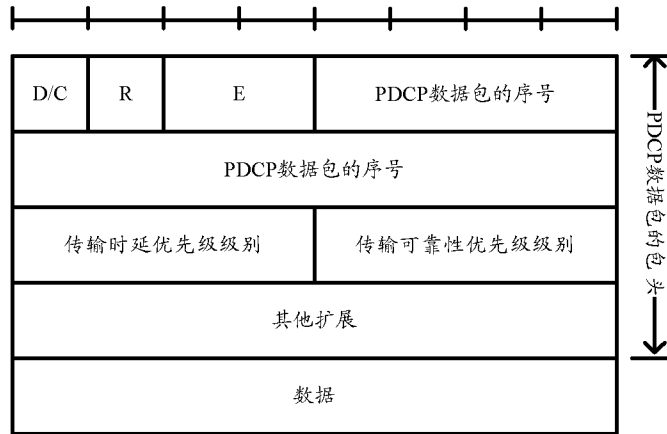 D/C
R
E
PDCP数据包的序号
PDCP数据包的序号
传输时延优先级级别
传输可靠性优先级级别
其他扩展
数据
PDCP数据包的包 头